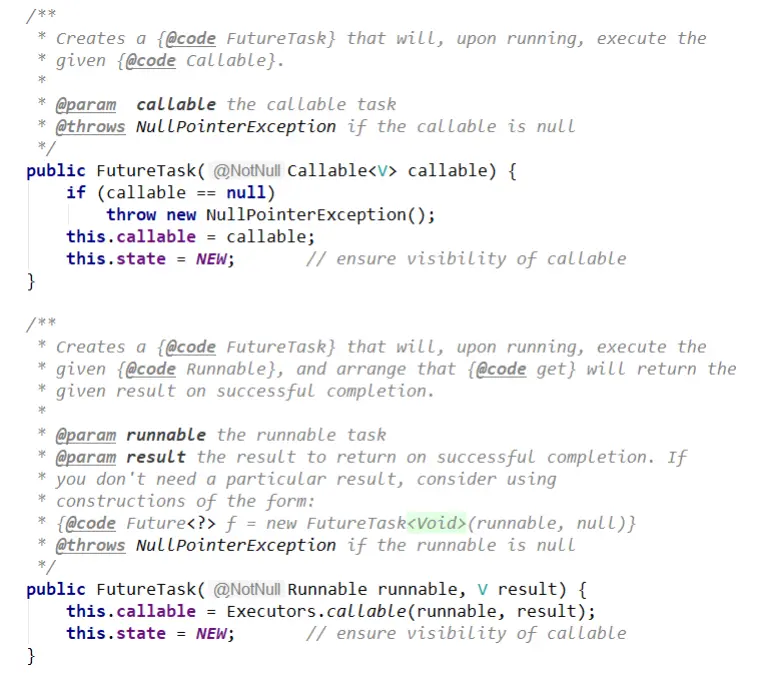 /**
 * Creates a {@code FutureTask} that will, upon running, execute the
 * given {@code Callable}.
 *
 * @param  callable the callable task
 * @throws NullPointerException if the callable is null
 */
public FutureTask( @NotNull Callable<V> callable) {
    if (callable == null)
        throw new NullPointerException();
    this.callable = callable;
    this.state = NEW;       // ensure visibility of callable
}
/**
 * Creates a {@code FutureTask} that will, upon running, execute the
 * given {@code Runnable}, and arrange that {@code get} will return the
 * given result on successful completion.
 *
 * @param runnable the runnable task
 * @param result the result to return on successful completion. If
 * you don't need a particular result, consider using
 * constructions of the form:
 * {@code Future<?> f = new FutureTask<Void>(runnable, null)}
 * @throws NullPointerException if the runnable is null
 */
public FutureTask( @NotNull Runnable runnable, V result) {
    this.callable = Executors.callable(runnable, result);
    this.state = NEW;       // ensure visibility of callable
}